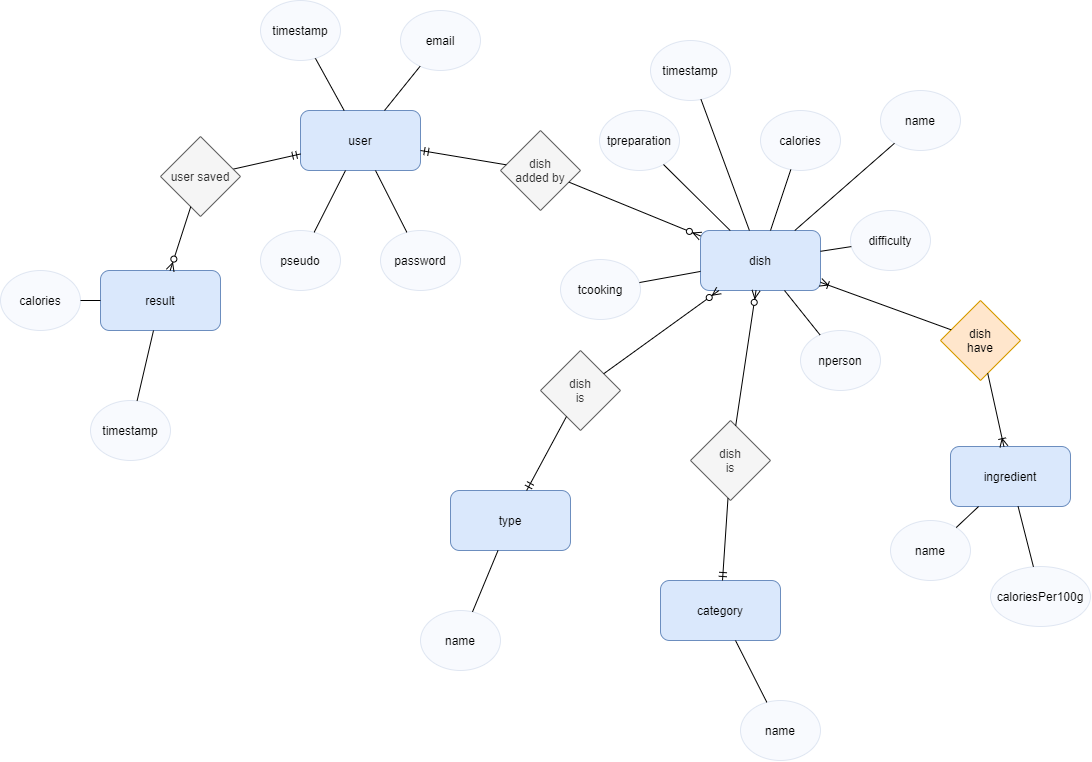 timestamp
email
timestamp
name
tpreparation
calories
user
dish
added by
user saved
difficulty
pseudo
password
dish
tcooking
calories
result
dish
have
nperson
dish
is
timestamp
dish
is
ingredient
type
name
caloriesPer100g
category
name
name